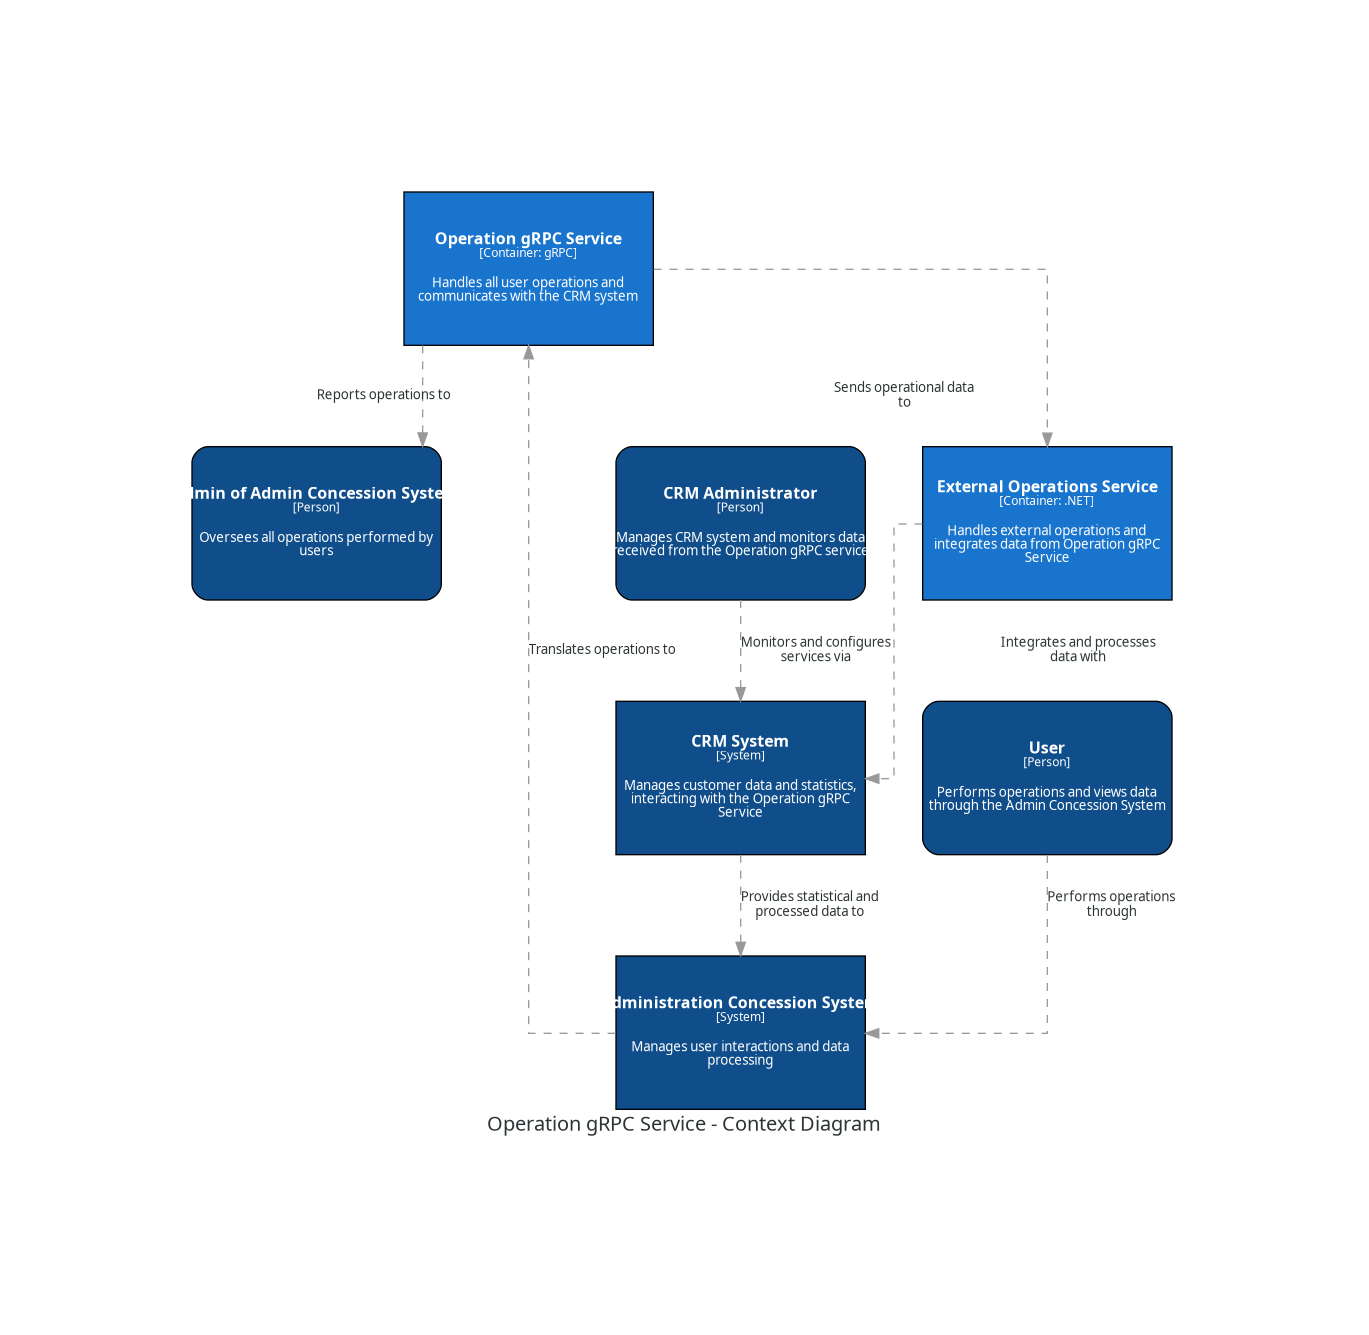 Operation gRPC Service
[Container: gRPC]
Handles all user operations and
communicates with the CRM system
Reports operations to
Sends operational data
to
dmin of Admin Concession Syste
[Person]
Oversees all operations performed by
users
CRM Administrator
[Person]
Manages CRM system and monitors data
received from the Operation gRPC service
External Operations Service
[Container: .NET]
Handles external operations and
integrates data from Operation gRPC
Service
Translates operations to
Monitors and configures
services via
Integrates and processes
data with
CRM System
[System]
Manages customer data and statistics,
interacting with the Operation gRPC
Service
User
[Person]
Performs operations and views data
through the Admin Concession System
Provides statistical and
processed data to
Performs operations
through
dministration Concession System
[System]
Manages user interactions and data
processing
Operation gRPC Service - Context Diagram